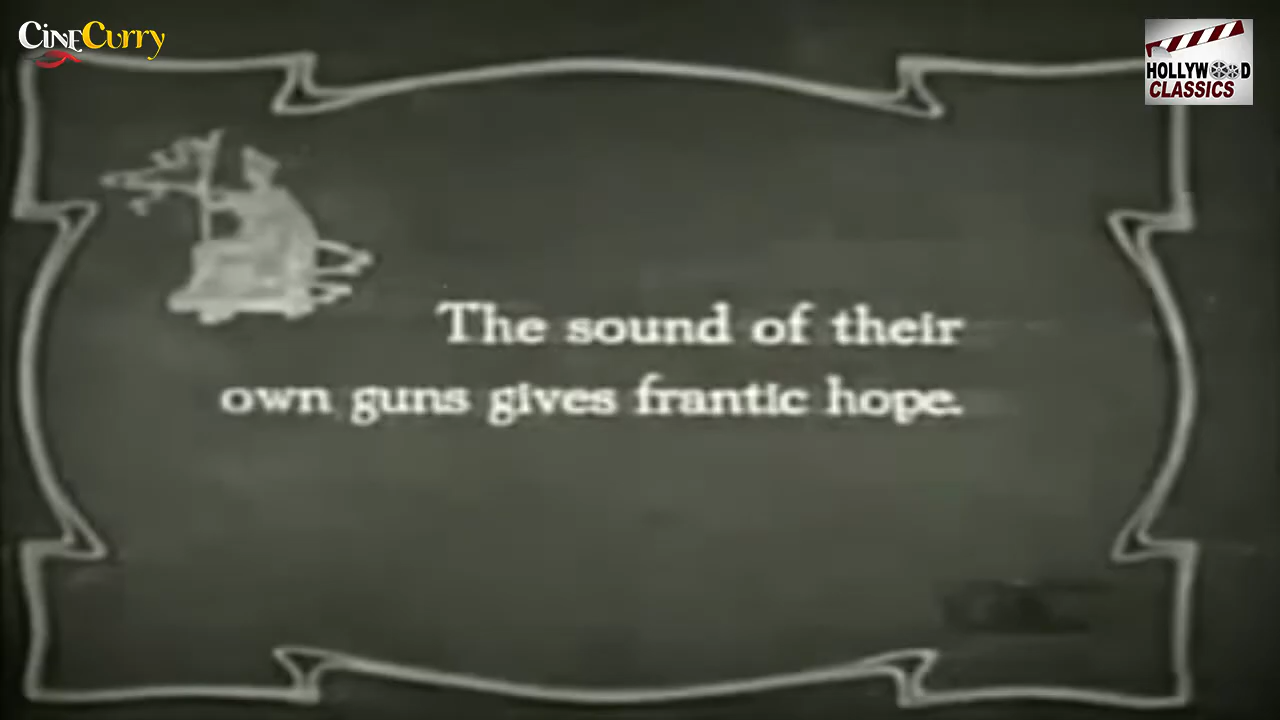 CineCurry
HOLLYWOOD
CLASSICS
The sound of their
own guns gives frantic hope.